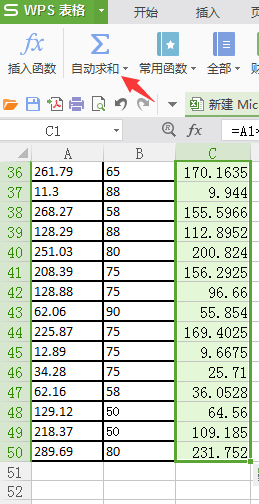 S WPS 表格 开始 插入
fx Σ
插入函数 自动求和 常用函数 全部 财
新建 Mic
C1 fx =A1*
A B C
36 261.79 65 170.1635
37 11.3 88 9.944
38 268.27 58 155.5966
39 128.29 88 112.8952
40 251.03 80 200.824
41 208.39 75 156.2925
42 128.88 75 96.66
43 62.06 90 55.854
44 225.87 75 169.4025
45 12.89 75 9.6675
46 34.28 75 25.71
47 62.16 58 36.0528
48 129.12 50 64.56
49 218.37 50 109.185
50 289.69 80 231.752
51
52